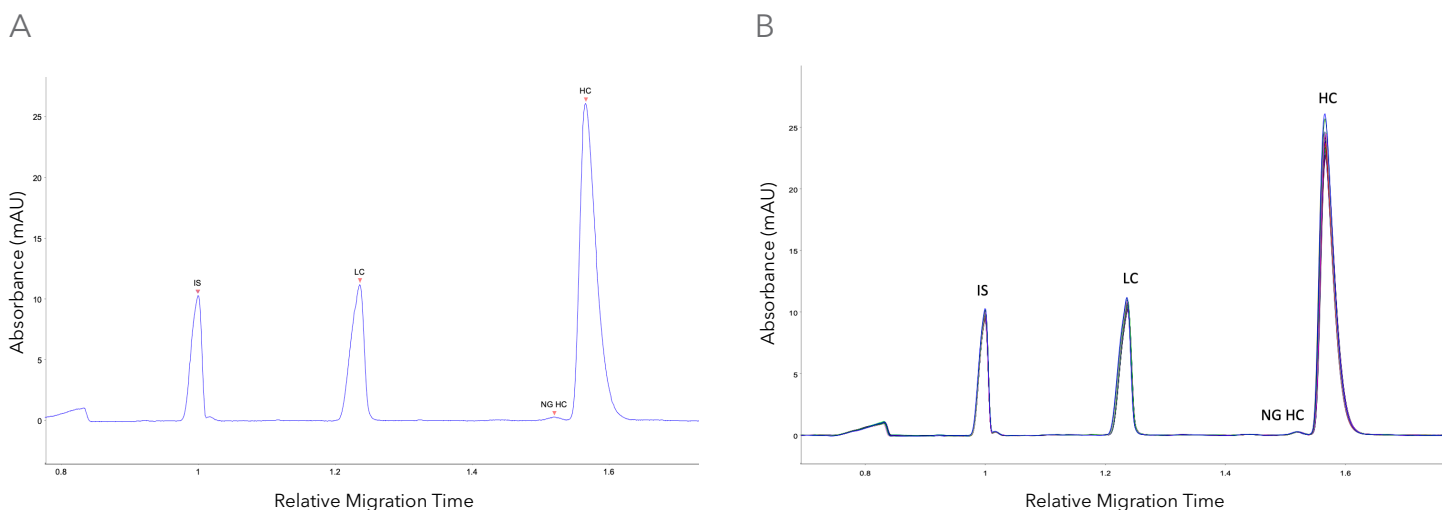 A
Absorbance (mAU)
25
20
15
10
5
0
IS
LC
NG HC
HC
0.8
1
1.2
1.4
1.6
Relative Migration Time
B
Absorbance (mAU)
25
20
15
10
5
0
IS
LC
NG HC
HC
0.8
1
1.2
1.4
1.6
Relative Migration Time